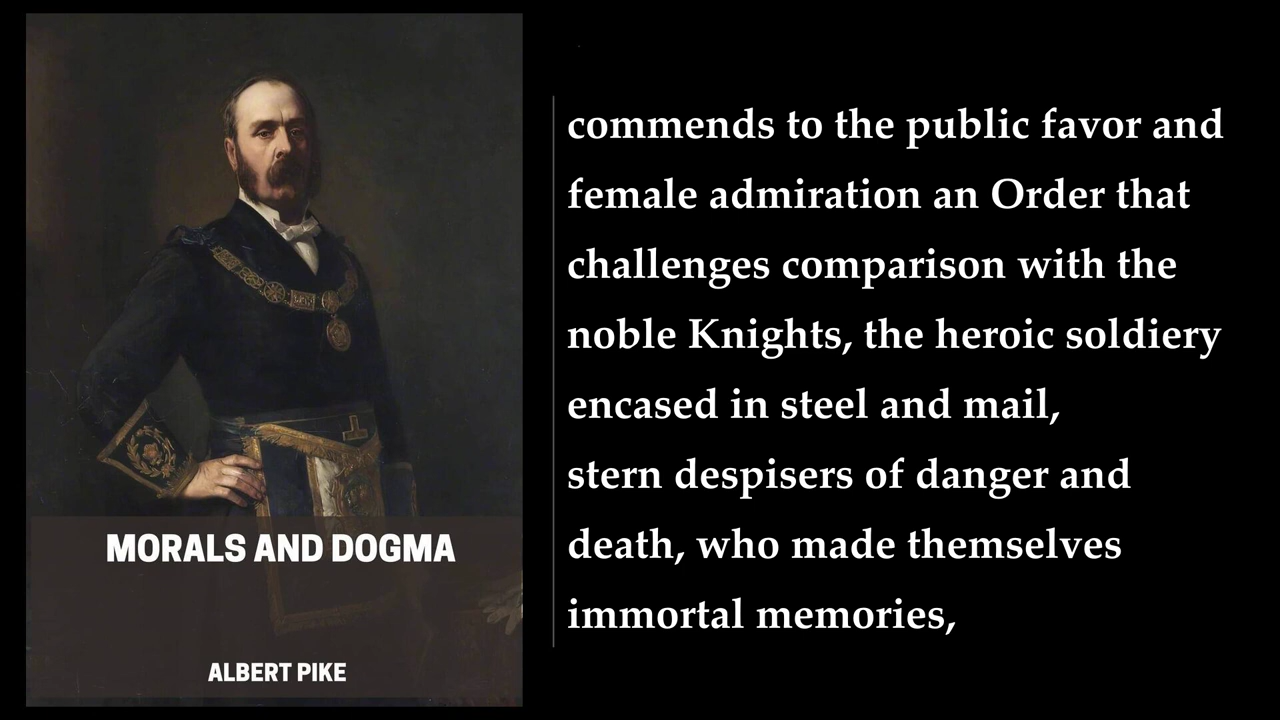 MORALS AND DOGMA
ALBERT PIKE
commends to the public favor and
female admiration an Order that
challenges comparison with the
noble Knights, the heroic soldiery
encased in steel and mail,
stern despisers of danger and
death, who made themselves
immortal memories,